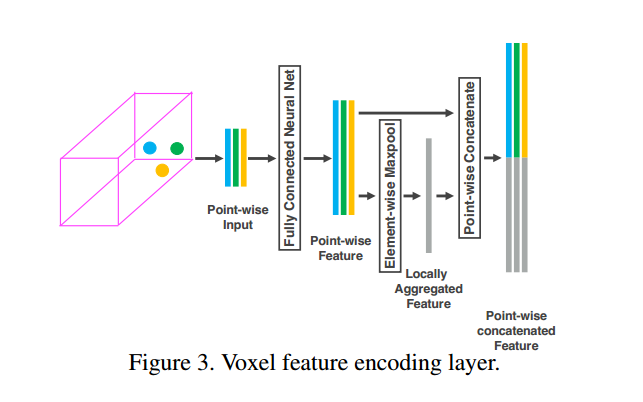 Point-wise
Input
Fully Connected Neural Net
Point-wise
Feature
Element-wise Maxpool
Locally
Aggregated
Feature
Point-wise Concatenate
Point-wise
concatenated
Feature
Figure 3. Voxel feature encoding layer.